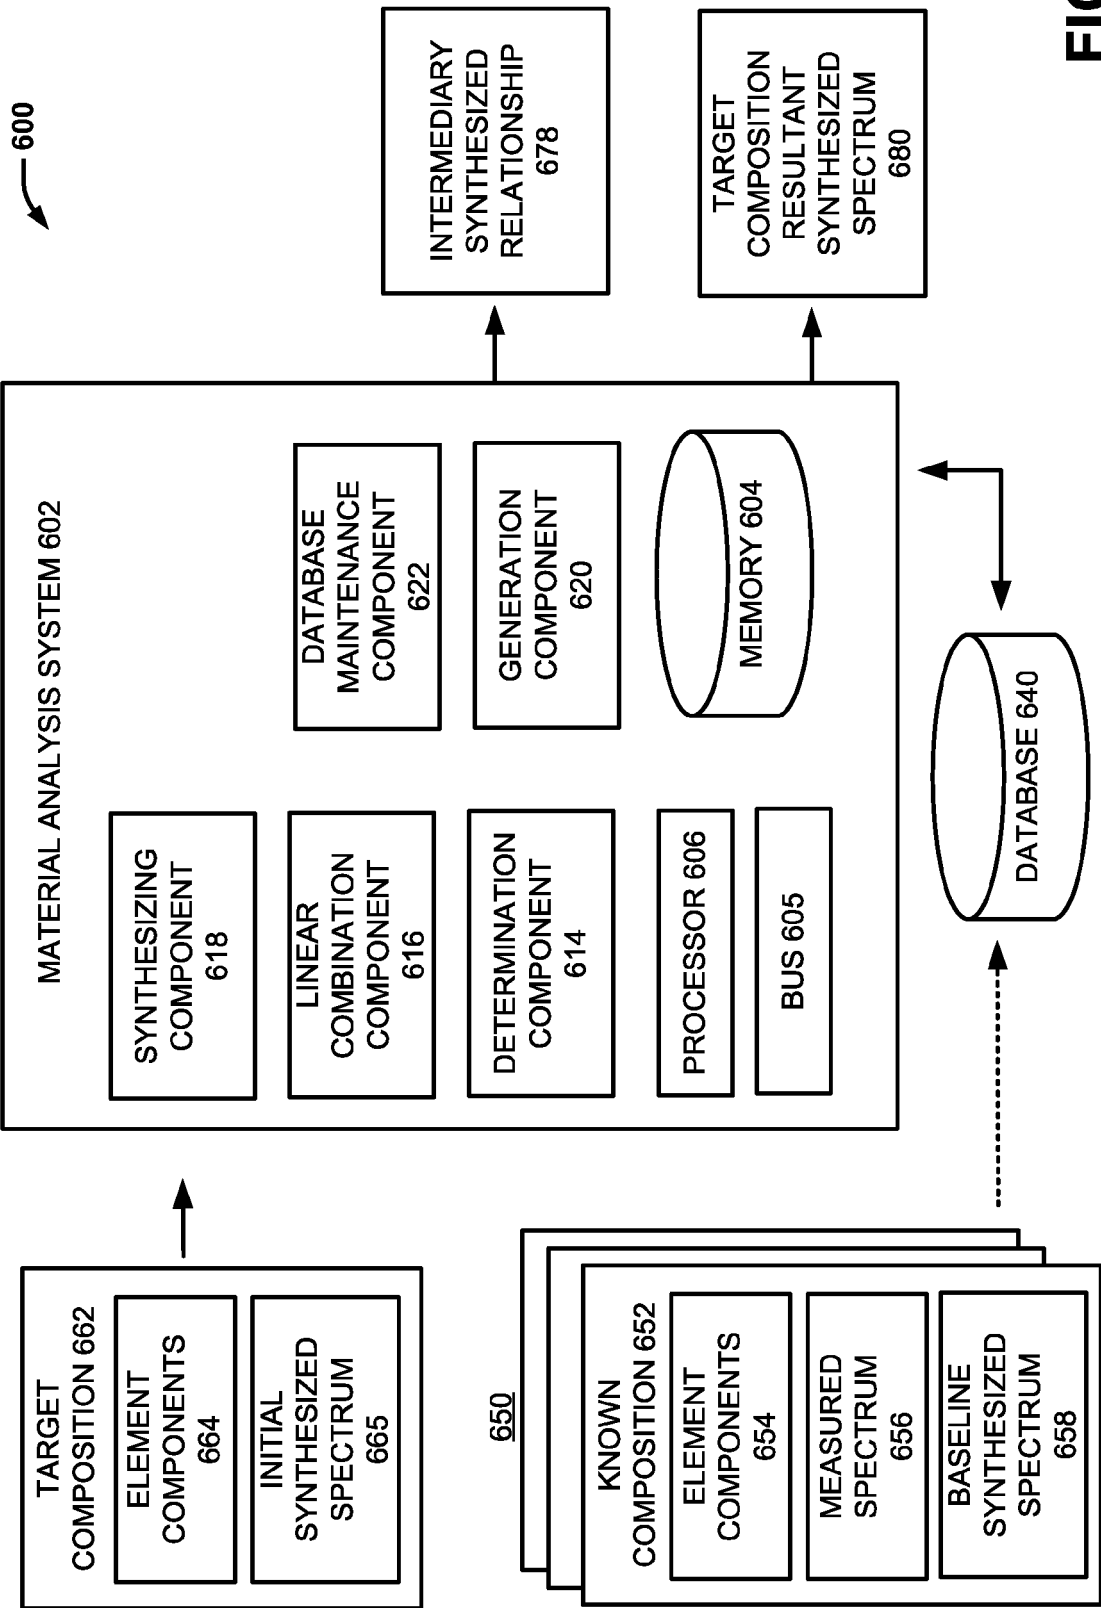 600
TARGET
COMPOSITION 662
ELEMENT
COMPONENTS
664
INITIAL
SYNTHESIZED
SPECTRUM
665
650
KNOWN
COMPOSITION 652
ELEMENT
COMPONENTS
654
MEASURED
SPECTRUM
656
BASELINE
SYNTHESIZED
SPECTRUM
658
MATERIAL ANALYSIS SYSTEM 602
SYNTHESIZING
COMPONENT
618
LINEAR
COMBINATION
COMPONENT
616
DETERMINATION
COMPONENT
614
PROCESSOR 606
BUS 605
DATABASE
MAINTENANCE
COMPONENT
622
GENERATION
COMPONENT
620
MEMORY 604
DATABASE 640
INTERMEDIARY
SYNTHESIZED
RELATIONSHIP
678
TARGET
COMPOSITION
RESULTANT
SYNTHESIZED
SPECTRUM
680